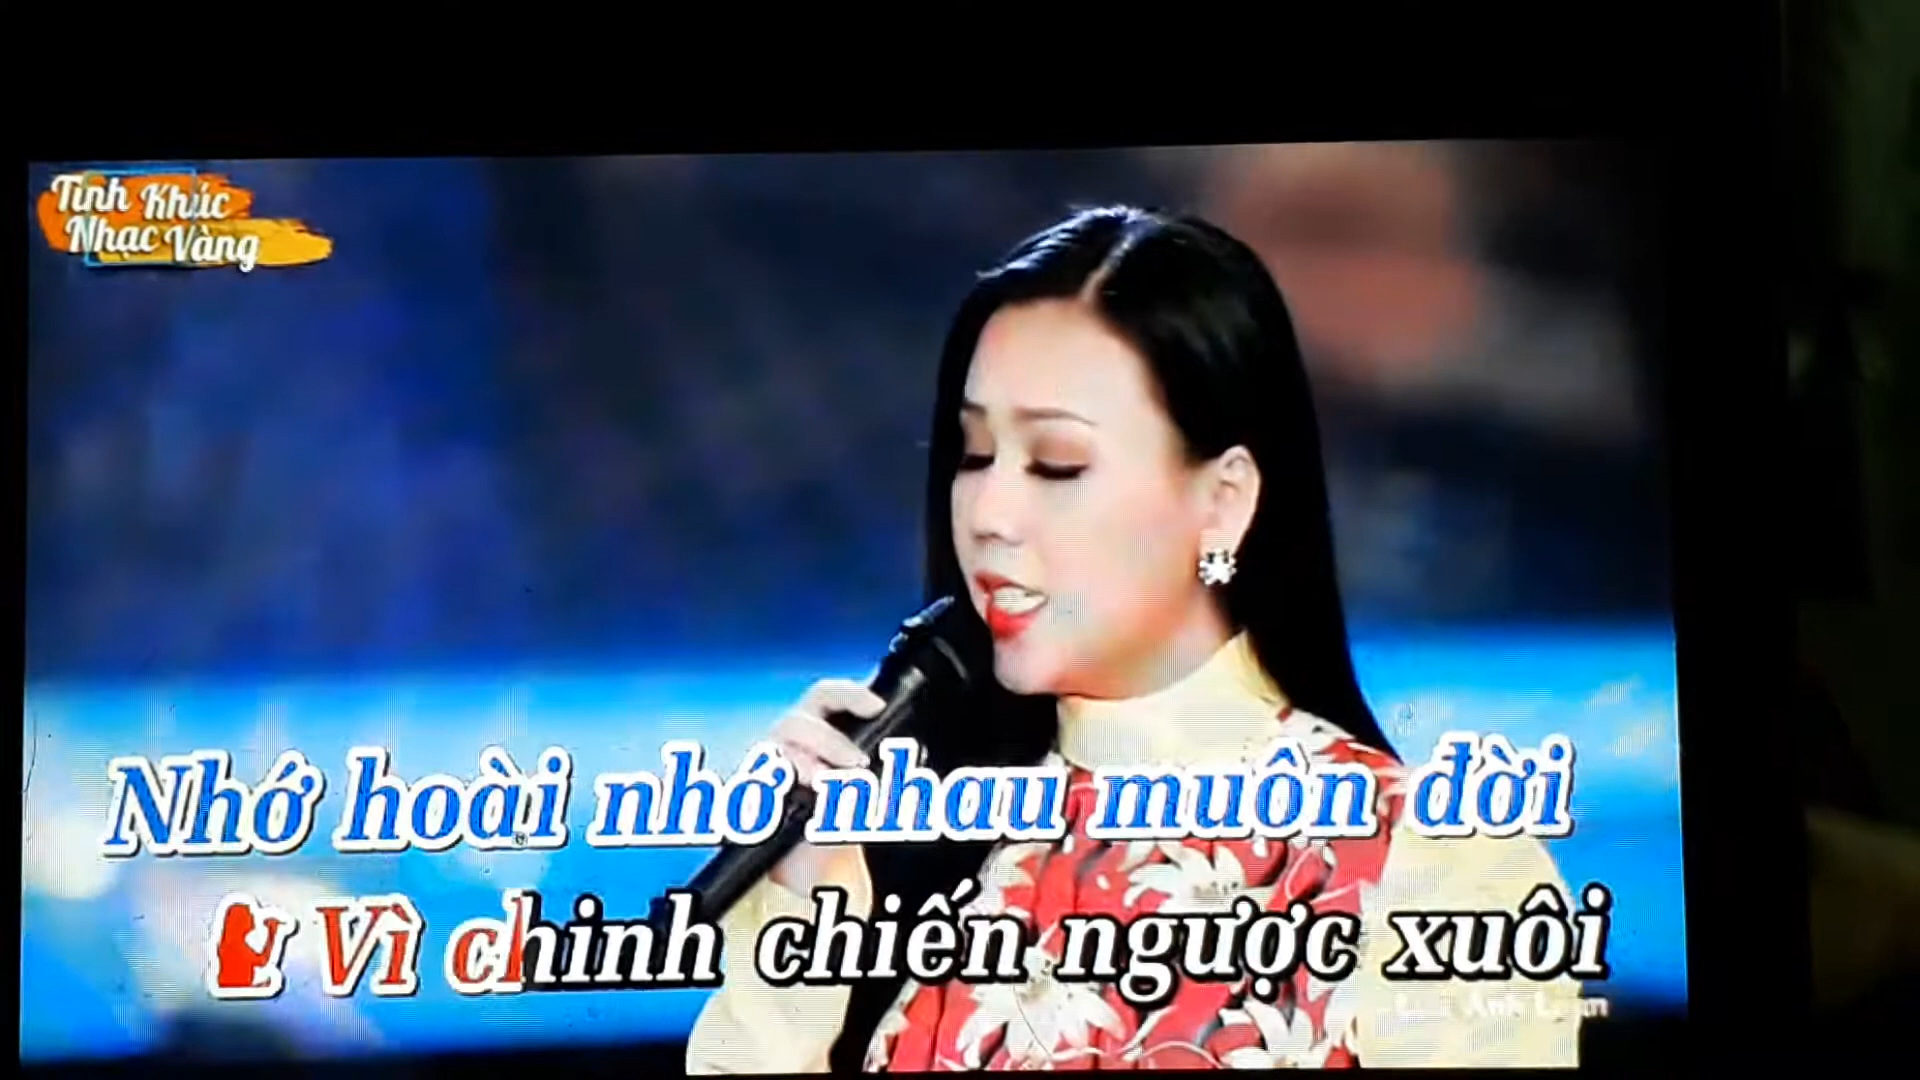 Tình Khúc
Nhạc Vàng
Nhớ hoài nhớ nhau muôn đời
Vì chinh chiến ngược xuôi